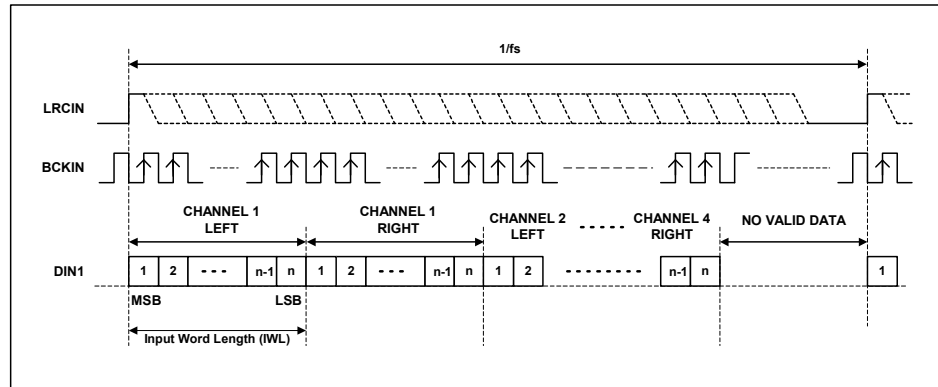 1/fs
LRCIN
BCKIN
CHANNEL 1 LEFT
CHANNEL 1 RIGHT
CHANNEL 2 LEFT
CHANNEL 4 RIGHT
NO VALID DATA
DIN1
1 2 n-1 n 1 2 n-1 n 1 2 n-1 n 1
MSB LSB
Input Word Length (IWL)